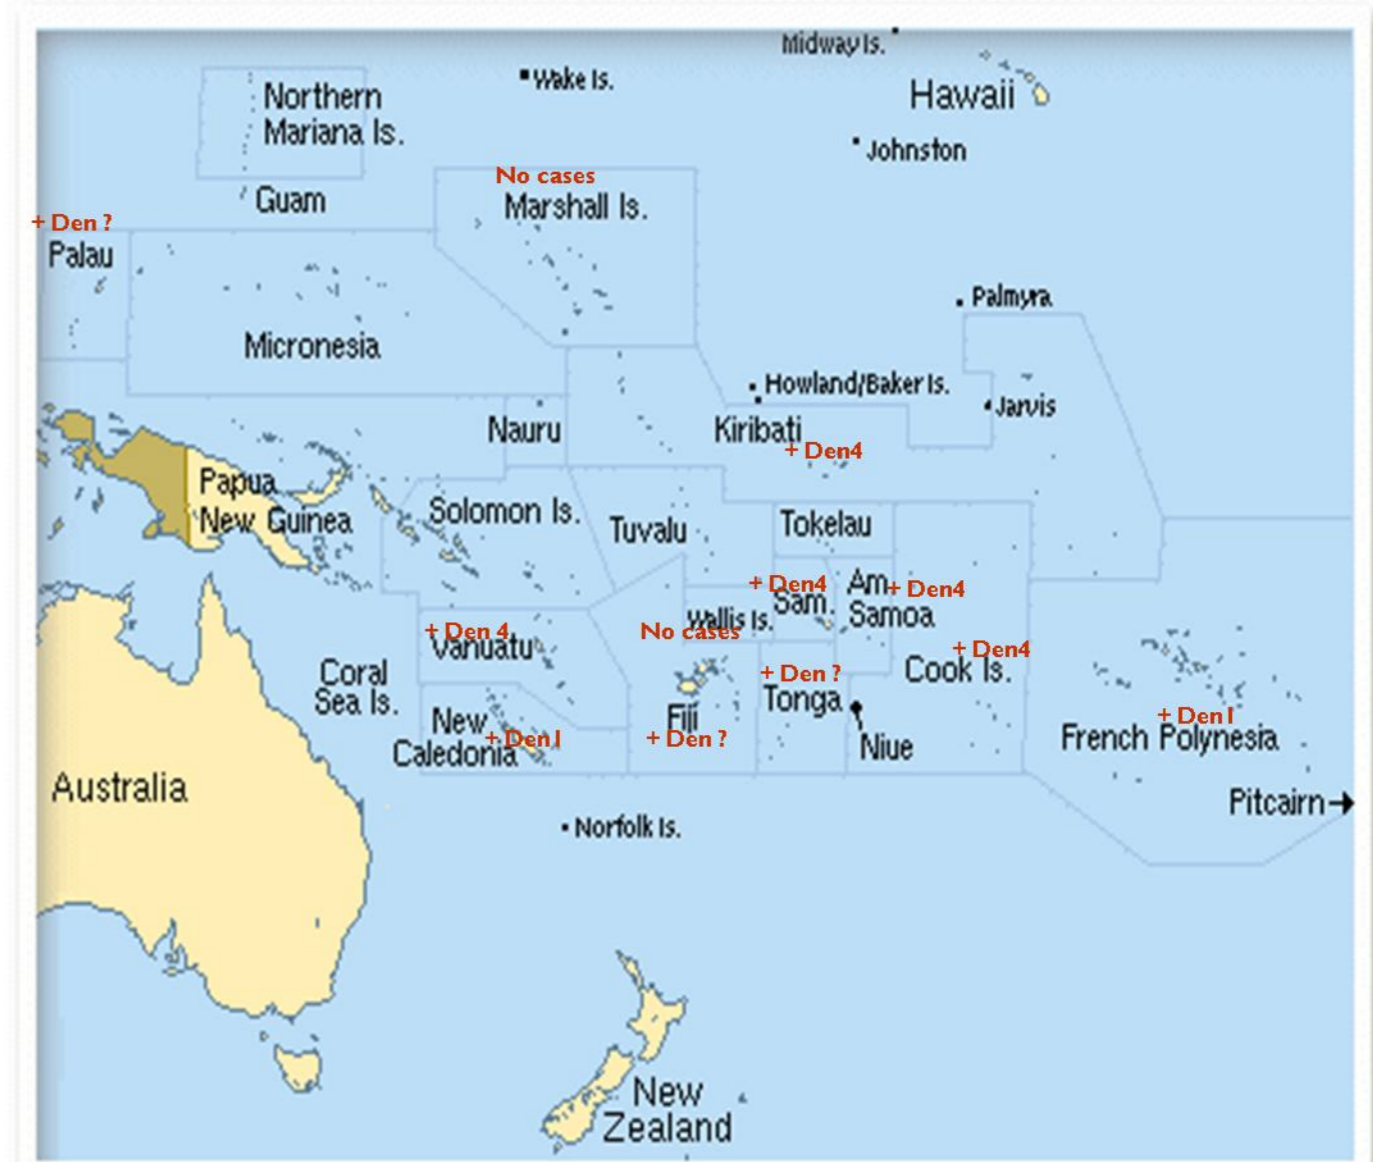 Midway Is.
Wake Is.
Hawaii
Northern
Mariana Is.
Johnston
No cases
Guam
Marshall Is.
+ Den ?
Palau
Palmyra
Micronesia
Howland/Baker Is.
Jarvis
Nauru
Kiribati
+ Den4
Papua
New Guinea
Solomon Is.
Tuvalu
Tokelau
+ Den4
Sam.
Am.
Samoa
+ Den4
Wallis Is.
No cases
+ Den 4
Vanuatu
+ Den4
Cook Is.
Coral
Sea Is.
+ Den ?
Tonga
New
Caledonia
+ Den1
Fiji
+ Den ?
Niue
+ Den1
French Polynesia
Australia
Pitcairn
Norfolk Is.
New
Zealand